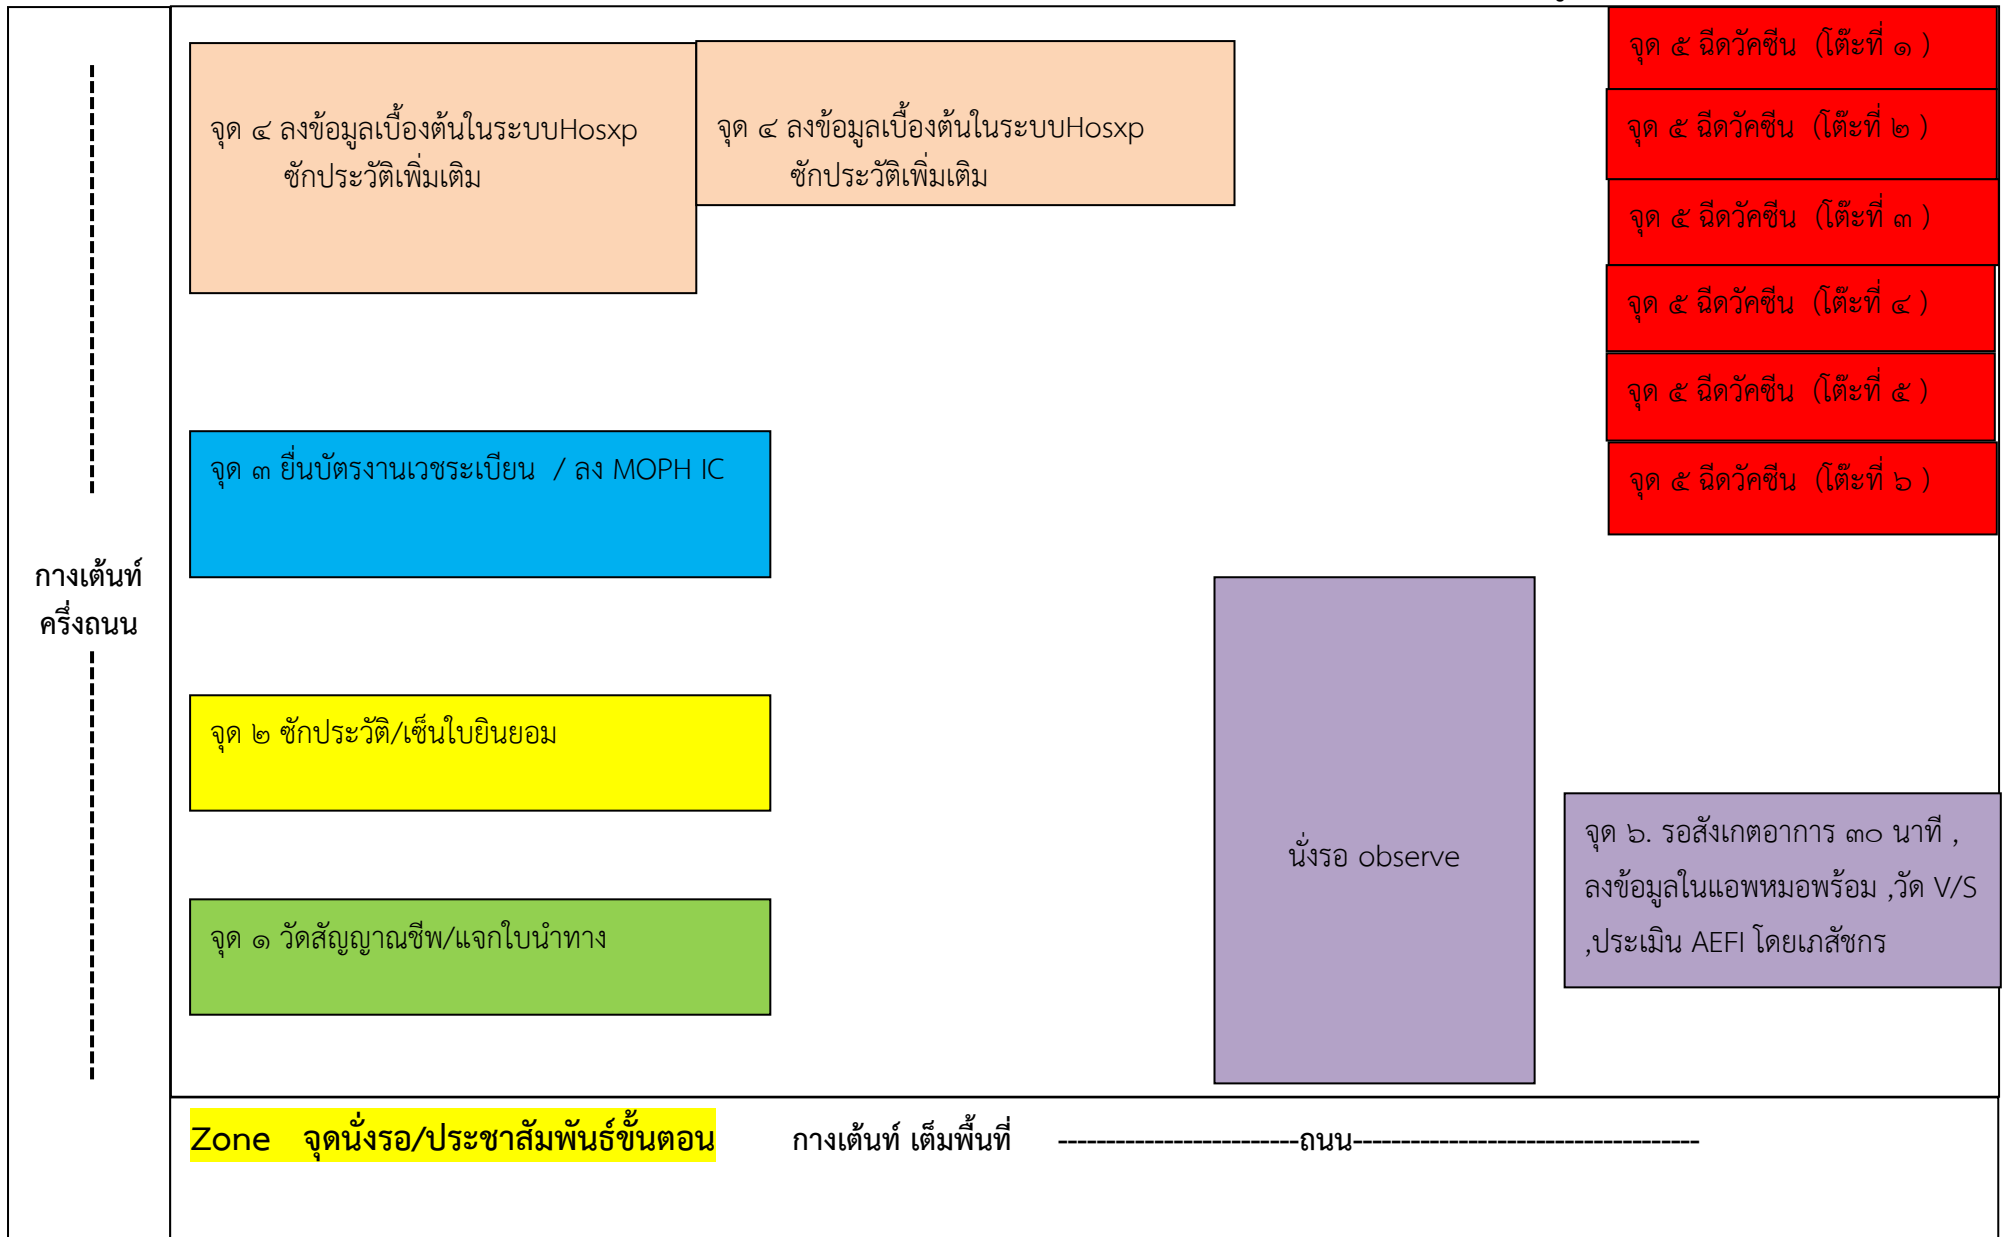 จุด ๔ ลงข้อมูลเบื้องต้นในระบบHosxp
ซักประวัติเพิ่มเติม
จุด ๔ ลงข้อมูลเบื้องต้นในระบบHosxp
ซักประวัติเพิ่มเติม
จุด ๕ ฉีดวัคซีน (โต๊ะที่ ๑ )
จุด ๕ ฉีดวัคซีน (โต๊ะที่ ๒ )
จุด ๕ ฉีดวัคซีน (โต๊ะที่ ๓ )
จุด ๕ ฉีดวัคซีน (โต๊ะที่ ๔ )
จุด ๕ ฉีดวัคซีน (โต๊ะที่ ๕ )
จุด ๕ ฉีดวัคซีน (โต๊ะที่ ๖ )
จุด ๓ ยื่นบัตรงานเวชระเบียน / ลง MOPH IC
กางเต้นท์
ครึ่งถนน
จุด ๒ ซักประวัติ/เซ็นใบยินยอม
นั่งรอ observe
จุด ๖. รอสังเกตอาการ ๓๐ นาที ,
ลงข้อมูลในแอพหมอพร้อม ,วัด V/S
,ประเมิน AEFI โดยเภสัชกร
จุด ๑ วัดสัญญาณชีพ/แจกใบนำทาง
Zone จุดนั่งรอ/ประชาสัมพันธ์ขั้นตอน กางเต้นท์ เต็มพื้นที่ -------------------------ถนน------------------------------------